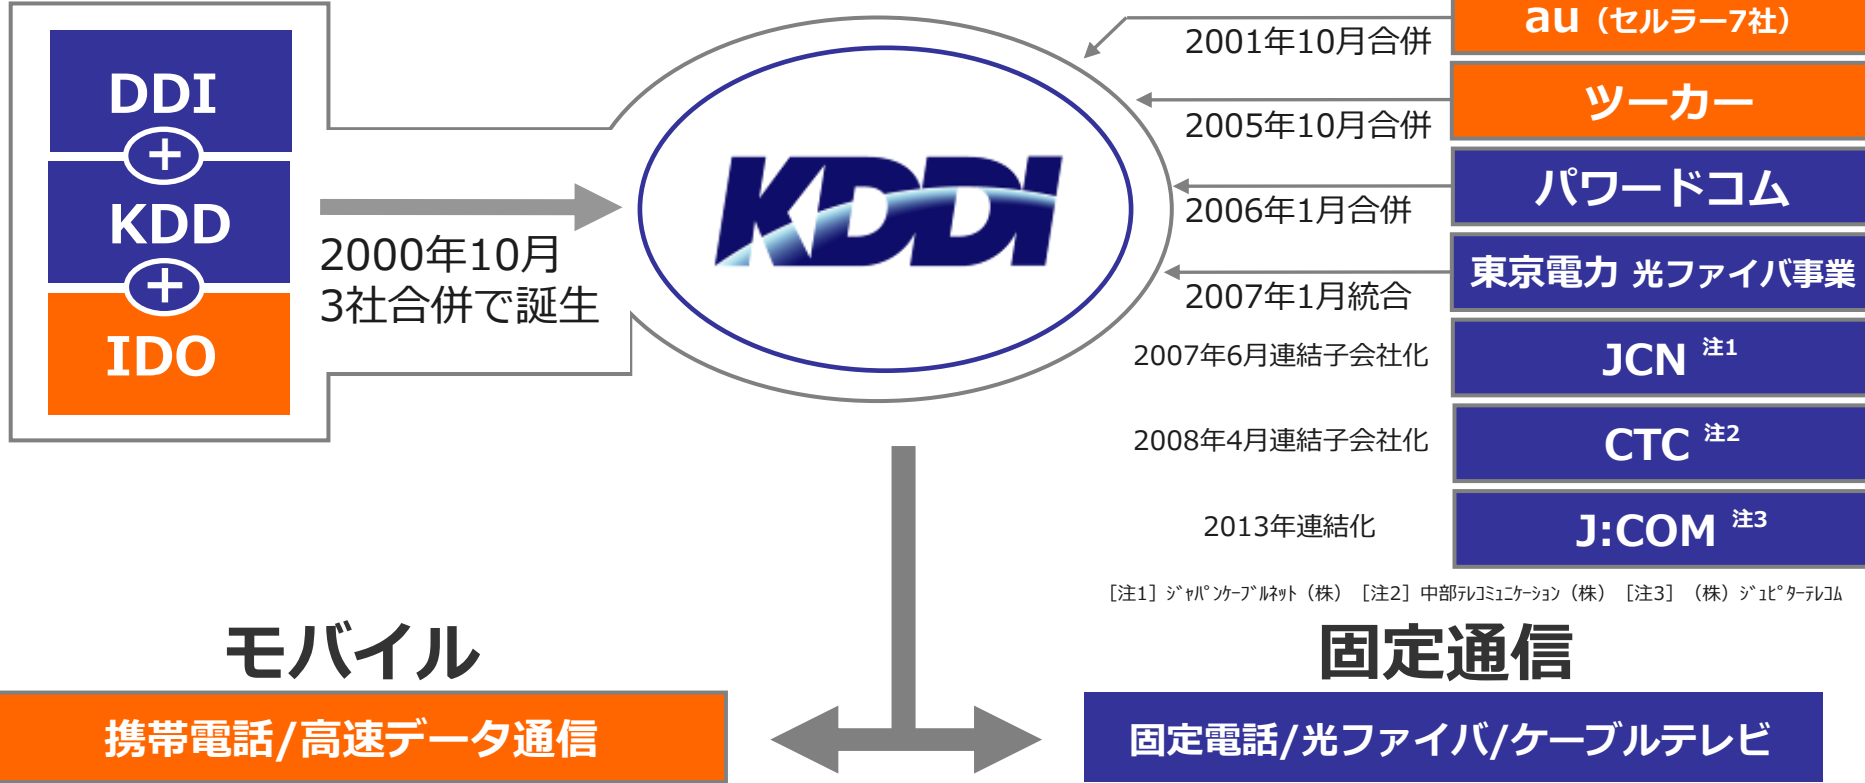 DDI
+
KDD
+
IDO
2000年10月
3社合併で誕生
KDDI
2001年10月合併
au（セルラー7社）
2005年10月合併
ツーカー
2006年1月合併
パワードコム
2007年1月統合
東京電力 光ファイバ事業
2007年6月連結子会社化
JCN 注1
2008年4月連結子会社化
CTC 注2
2013年連結化
J:COM 注3
［注1］ｼﾞｬﾊﾟﾝｹｰﾌﾞﾙﾈｯﾄ（株）［注2］中部ﾃﾚｺﾐｭﾆｹｰｼｮﾝ（株）［注3］（株）ｼﾞｭﾋﾟﾀｰﾃﾚｺﾑ
モバイル
携帯電話/高速データ通信
固定通信
固定電話/光ファイバ/ケーブルテレビ